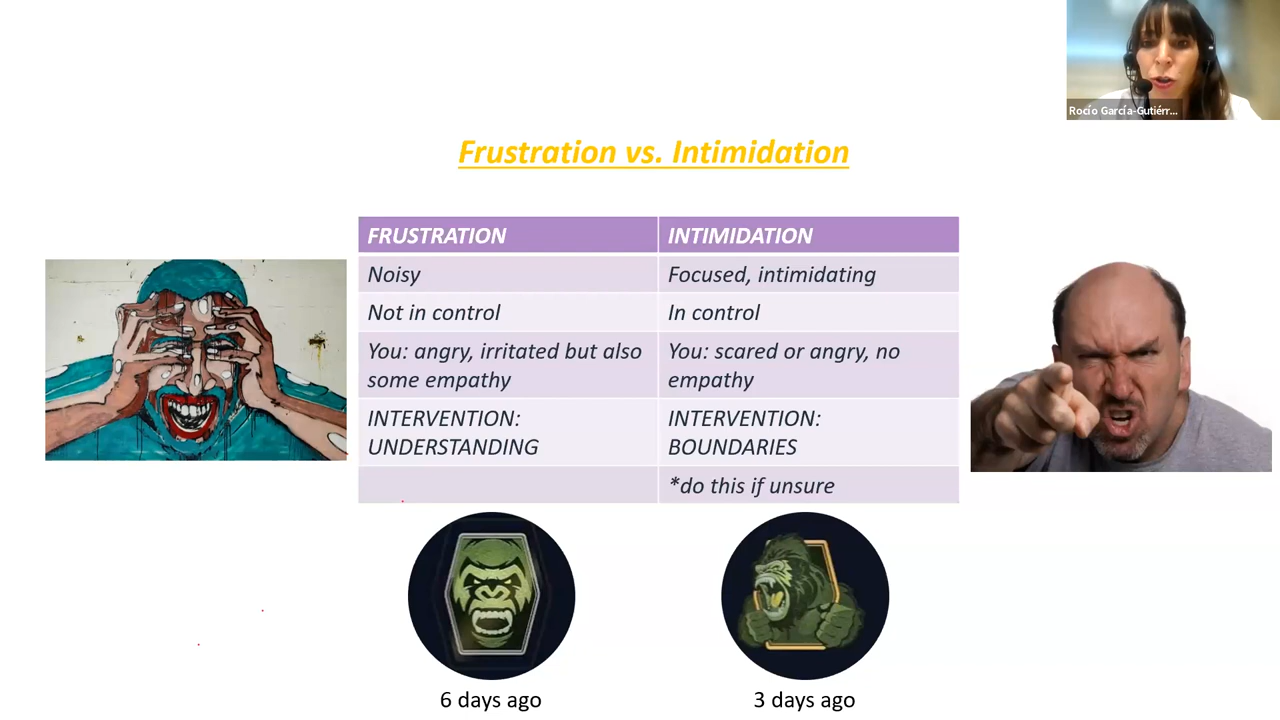 Rocío García-Gutiérr...
Frustration vs. Intimidation
FRUSTRATION
INTIMIDATION
Noisy
Focused, intimidating
Not in control
In control
You: angry, irritated but also
some empathy
You: scared or angry, no
empathy
INTERVENTION:
UNDERSTANDING
INTERVENTION:
BOUNDARIES
*do this if unsure
6 days ago
3 days ago